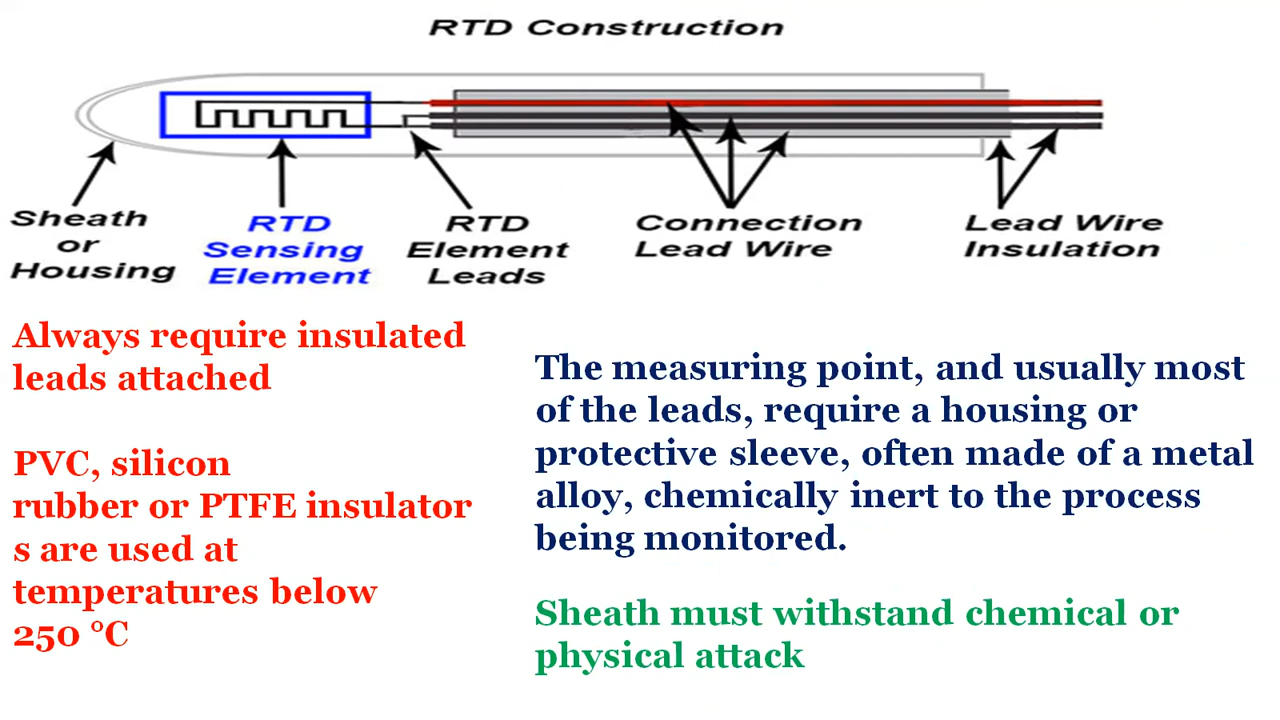 RTD Construction
Sheath
or
Housing
RTD
Sensing
Element
RTD
Element
Leads
Connection
Lead Wire
Lead Wire
Insulation
Always require insulated
leads attached
PVC, silicon
rubber or PTFE insulator
s are used at
temperatures below
250 °C
The measuring point, and usually most
of the leads, require a housing or
protective sleeve, often made of a metal
alloy, chemically inert to the process
being monitored.
Sheath must withstand chemical or
physical attack